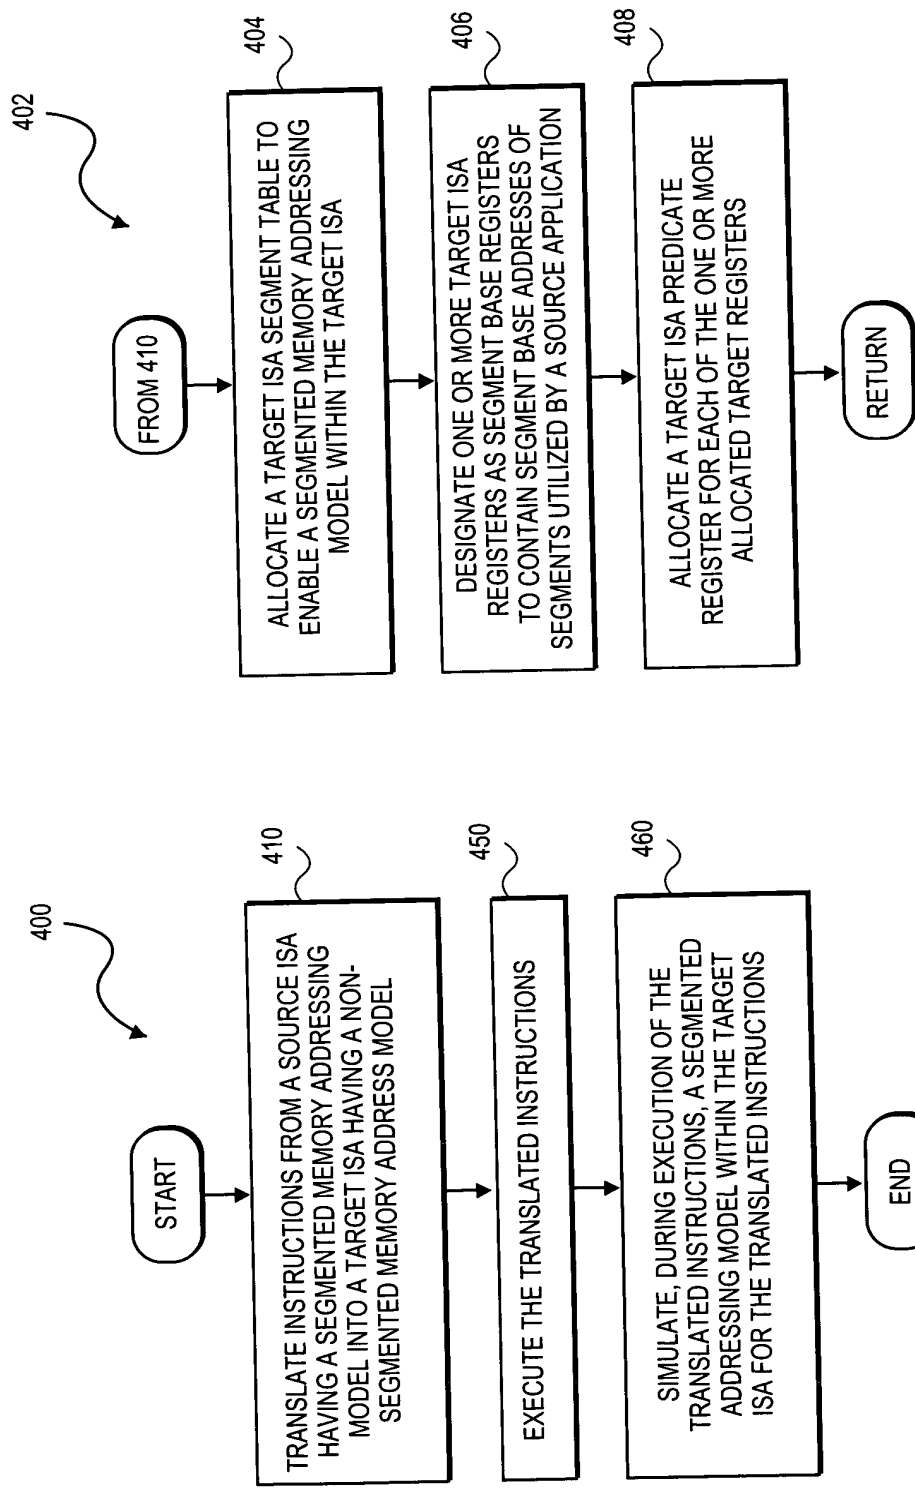 400
START
410
TRANSLATE INSTRUCTIONS FROM A SOURCE ISA
HAVING A SEGMENTED MEMORY ADDRESSING
MODEL INTO A TARGET ISA HAVING A NON-
SEGMENTED MEMORY ADDRESS MODEL
450
EXECUTE THE TRANSLATED INSTRUCTIONS
460
SIMULATE, DURING EXECUTION OF THE
TRANSLATED INSTRUCTIONS, A SEGMENTED
ADDRESSING MODEL WITHIN THE TARGET
ISA FOR THE TRANSLATED INSTRUCTIONS
END
402
FROM 410
404
ALLOCATE A TARGET ISA SEGMENT TABLE TO
ENABLE A SEGMENTED MEMORY ADDRESSING
MODEL WITHIN THE TARGET ISA
406
DESIGNATE ONE OR MORE TARGET ISA
REGISTERS AS SEGMENT BASE REGISTERS
TO CONTAIN SEGMENT BASE ADDRESSES OF
SEGMENTS UTILIZED BY A SOURCE APPLICATION
408
ALLOCATE A TARGET ISA PREDICATE
REGISTER FOR EACH OF THE ONE OR MORE
ALLOCATED TARGET REGISTERS
RETURN